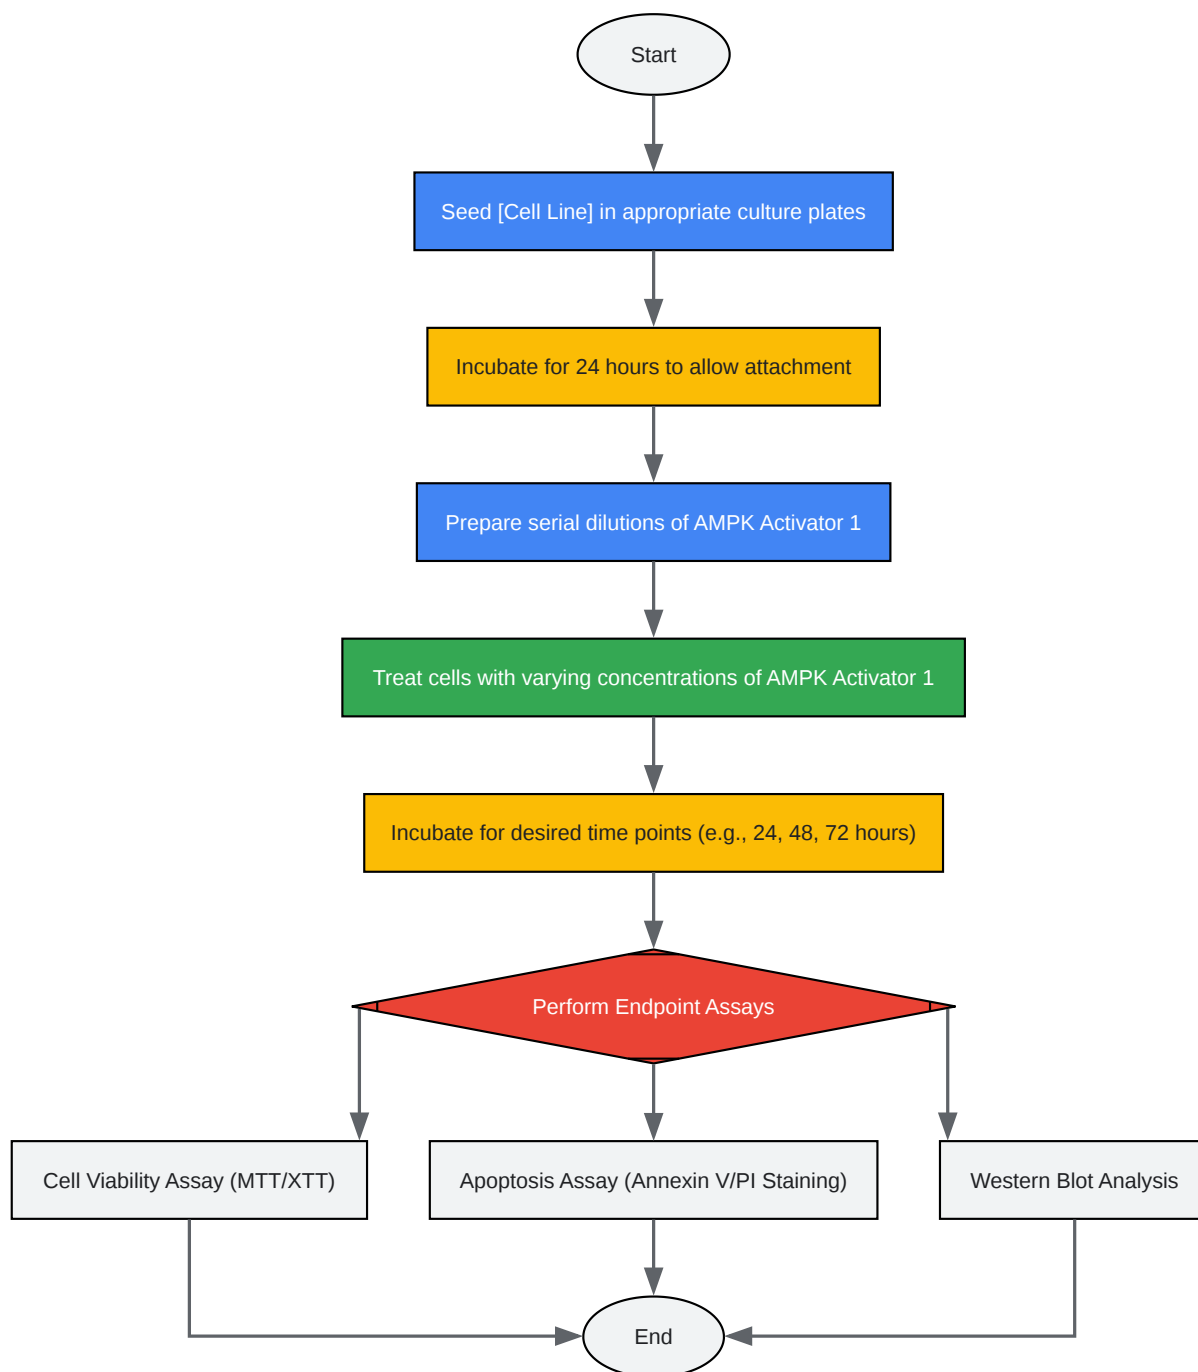 Start
Seed [Cell Line] in appropriate culture plates
Incubate for 24 hours to allow attachment
Prepare serial dilutions of AMPK Activator 1
Treat cells with varying concentrations of AMPK Activator 1
Incubate for desired time points (e.g., 24, 48, 72 hours)
Perform Endpoint Assays
Cell Viability Assay (MTT/XTT)
Apoptosis Assay (Annexin V/PI Staining)
Western Blot Analysis
End